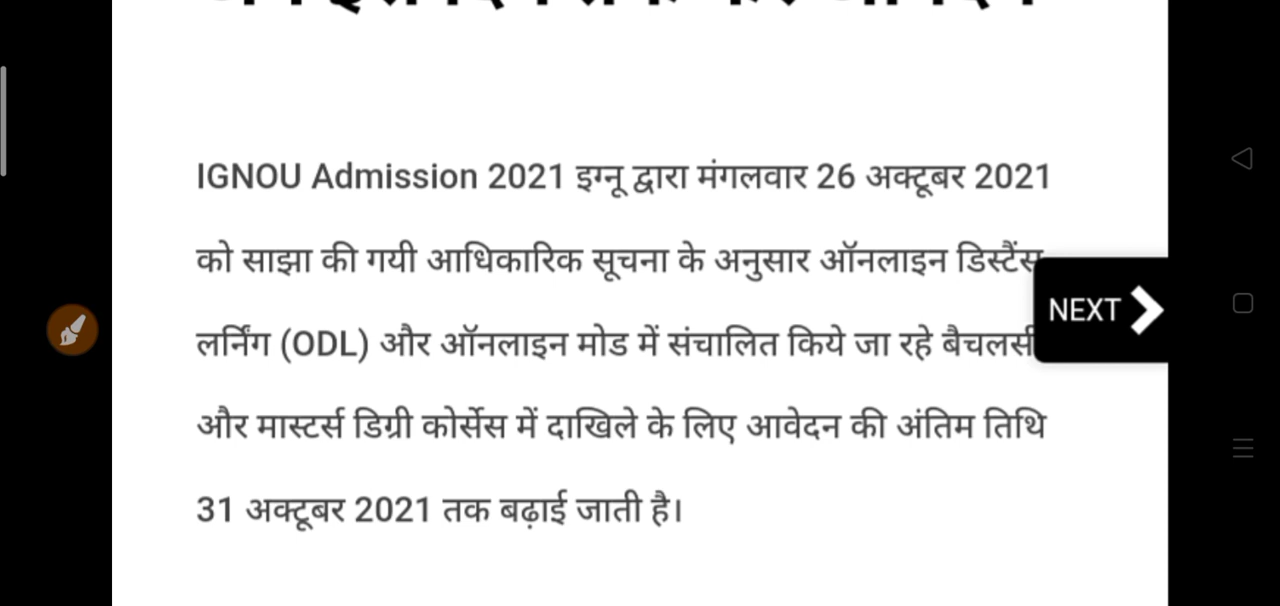 IGNOU Admission 2021 इग्नू द्वारा मंगलवार 26 अक्टूबर 2021
को साझा की गयी आधिकारिक सूचना के अनुसार ऑनलाइन डिस्टैंस
NEXT
लर्निंग (ODL) और ऑनलाइन मोड में संचालित किये जा रहे बैचलर्स
और मास्टर्स डिग्री कोर्सेस में दाखिले के लिए आवेदन की अंतिम तिथि
31 अक्टूबर 2021 तक बढ़ाई जाती है।